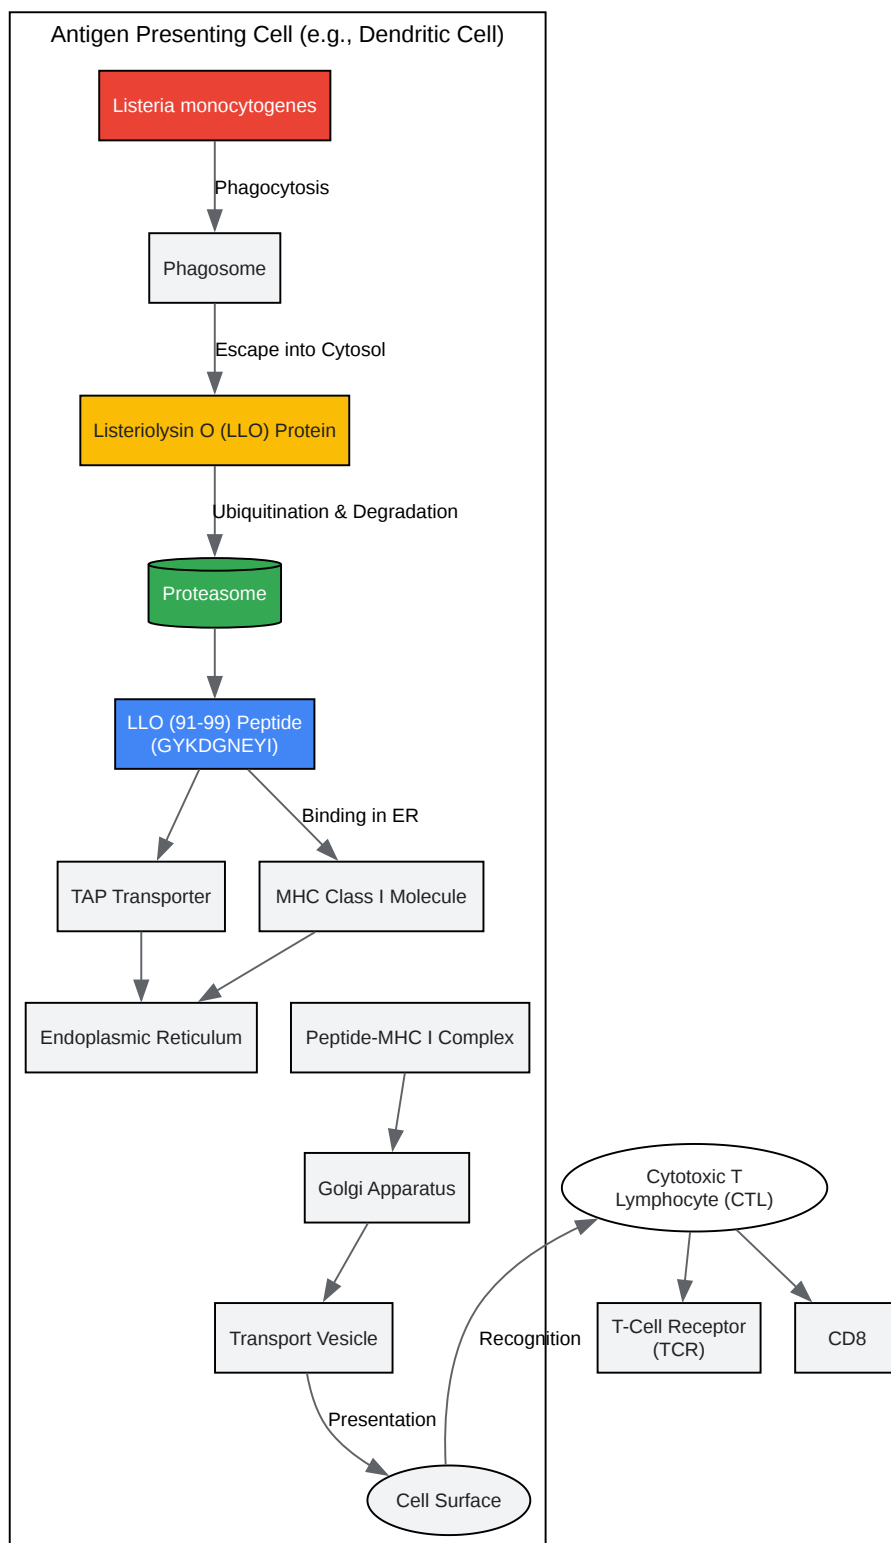 Antigen Presenting Cell (e.g., Dendritic Cell)
Listeria monocytogenes
Phagocytosis
Phagosome
Escape into Cytosol
Listeriolysin O (LLO) Protein
Ubiquitination & Degradation
Proteasome
LLO (91-99) Peptide
(GYKDGNEYI)
Binding in ER
TAP Transporter
MHC Class I Molecule
Endoplasmic Reticulum
Peptide-MHC I Complex
Golgi Apparatus
Cytotoxic T
Lymphocyte (CTL)
Transport Vesicle
Recognition
T-Cell Receptor
(TCR)
CD8
Presentation
Cell Surface